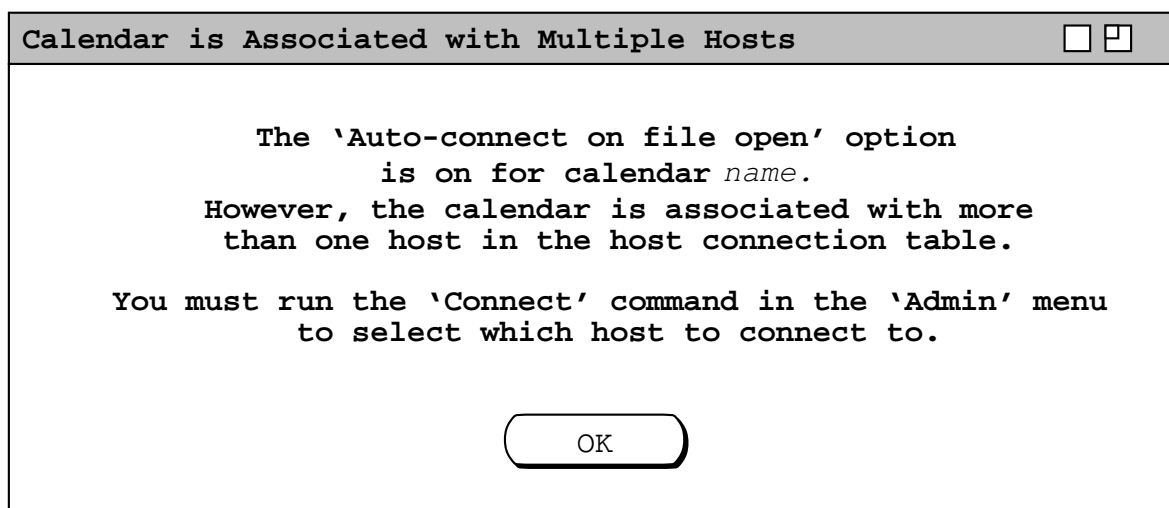 Calendar is Associated with Multiple Hosts
The ‘Auto-connect on file open’ option
is on for calendar name.
However, the calendar is associated with more
than one host in the host connection table.
You must run the ‘Connect’ command in the ‘Admin’ menu
to select which host to connect to.
OK